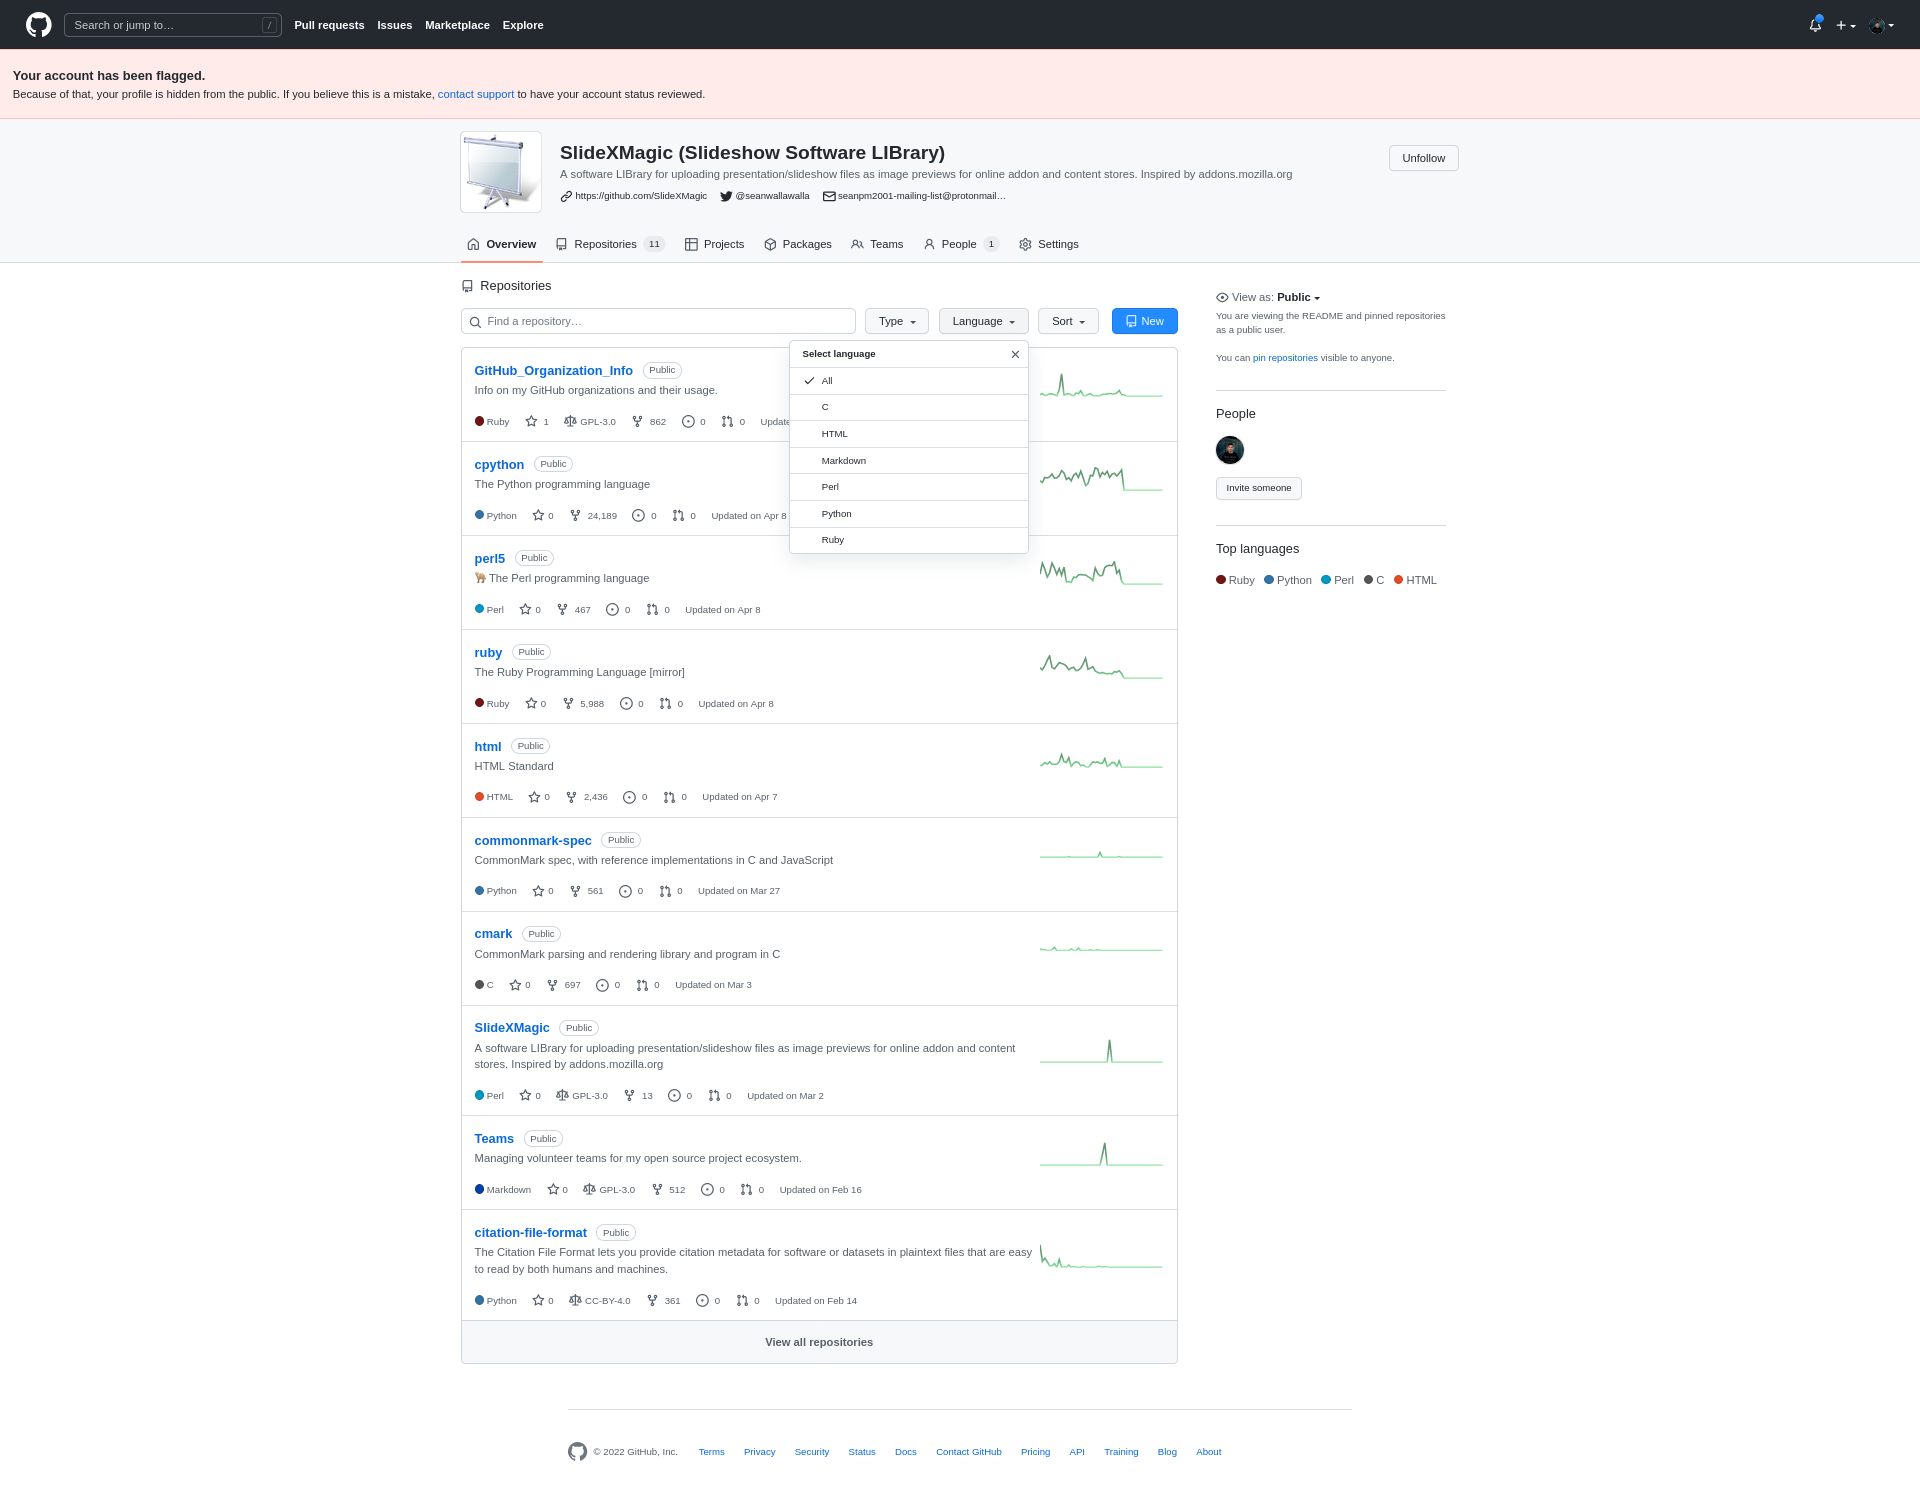 Search or jump to…
/
Pull requests Issues Marketplace Explore
Your account has been flagged.
Because of that, your profile is hidden from the public. If you believe this is a mistake, contact support to have your account status reviewed.
SlideXMagic (Slideshow Software LIBrary)
Unfollow
A software LIBrary for uploading presentation/slideshow files as image previews for online addon and content stores. Inspired by addons.mozilla.org
https://github.com/SlideXMagic @seanwallawalla seanpm2001-mailing-list@protonmail…
Overview Repositories 11 Projects Packages Teams People 1 Settings
Repositories
Find a repository… Type Language Sort New
Select language
All
C
HTML
Markdown
Perl
Python
Ruby
GitHub_Organization_Info Public
Info on my GitHub organizations and their usage.
Ruby 1 GPL-3.0 862 0 0 Update
cpython Public
The Python programming language
Python 0 24,189 0 0 Updated on Apr 8
perl5 Public
🐫 The Perl programming language
Perl 0 467 0 0 Updated on Apr 8
ruby Public
The Ruby Programming Language [mirror]
Ruby 0 5,988 0 0 Updated on Apr 8
html Public
HTML Standard
HTML 0 2,436 0 0 Updated on Apr 7
commonmark-spec Public
CommonMark spec, with reference implementations in C and JavaScript
Python 0 561 0 0 Updated on Mar 27
cmark Public
CommonMark parsing and rendering library and program in C
C 0 697 0 0 Updated on Mar 3
SlideXMagic Public
A software LIBrary for uploading presentation/slideshow files as image previews for online addon and content
stores. Inspired by addons.mozilla.org
Perl 0 GPL-3.0 13 0 0 Updated on Mar 2
Teams Public
Managing volunteer teams for my open source project ecosystem.
Markdown 0 GPL-3.0 512 0 0 Updated on Feb 16
citation-file-format Public
The Citation File Format lets you provide citation metadata for software or datasets in plaintext files that are easy
to read by both humans and machines.
Python 0 CC-BY-4.0 361 0 0 Updated on Feb 14
View all repositories
View as: Public
You are viewing the README and pinned repositories
as a public user.
You can pin repositories visible to anyone.
People
Invite someone
Top languages
Ruby Python Perl C HTML
© 2022 GitHub, Inc. Terms Privacy Security Status Docs Contact GitHub Pricing API Training Blog About